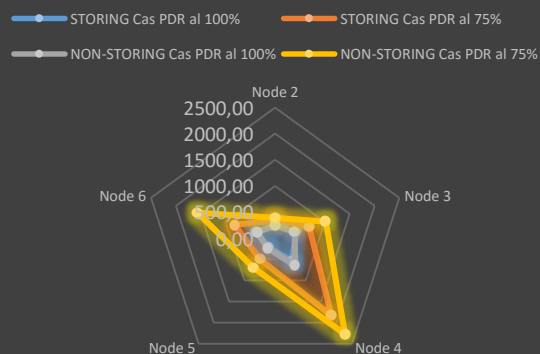 STORING Cas PDR al 100%
STORING Cas PDR al 75%
NON-STORING Cas PDR al 100%
NON-STORING Cas PDR al 75%
Node 2
2500,00
2000,00
1500,00
1000,00
500,00
0,00
Node 3
Node 6
Node 5
Node 4